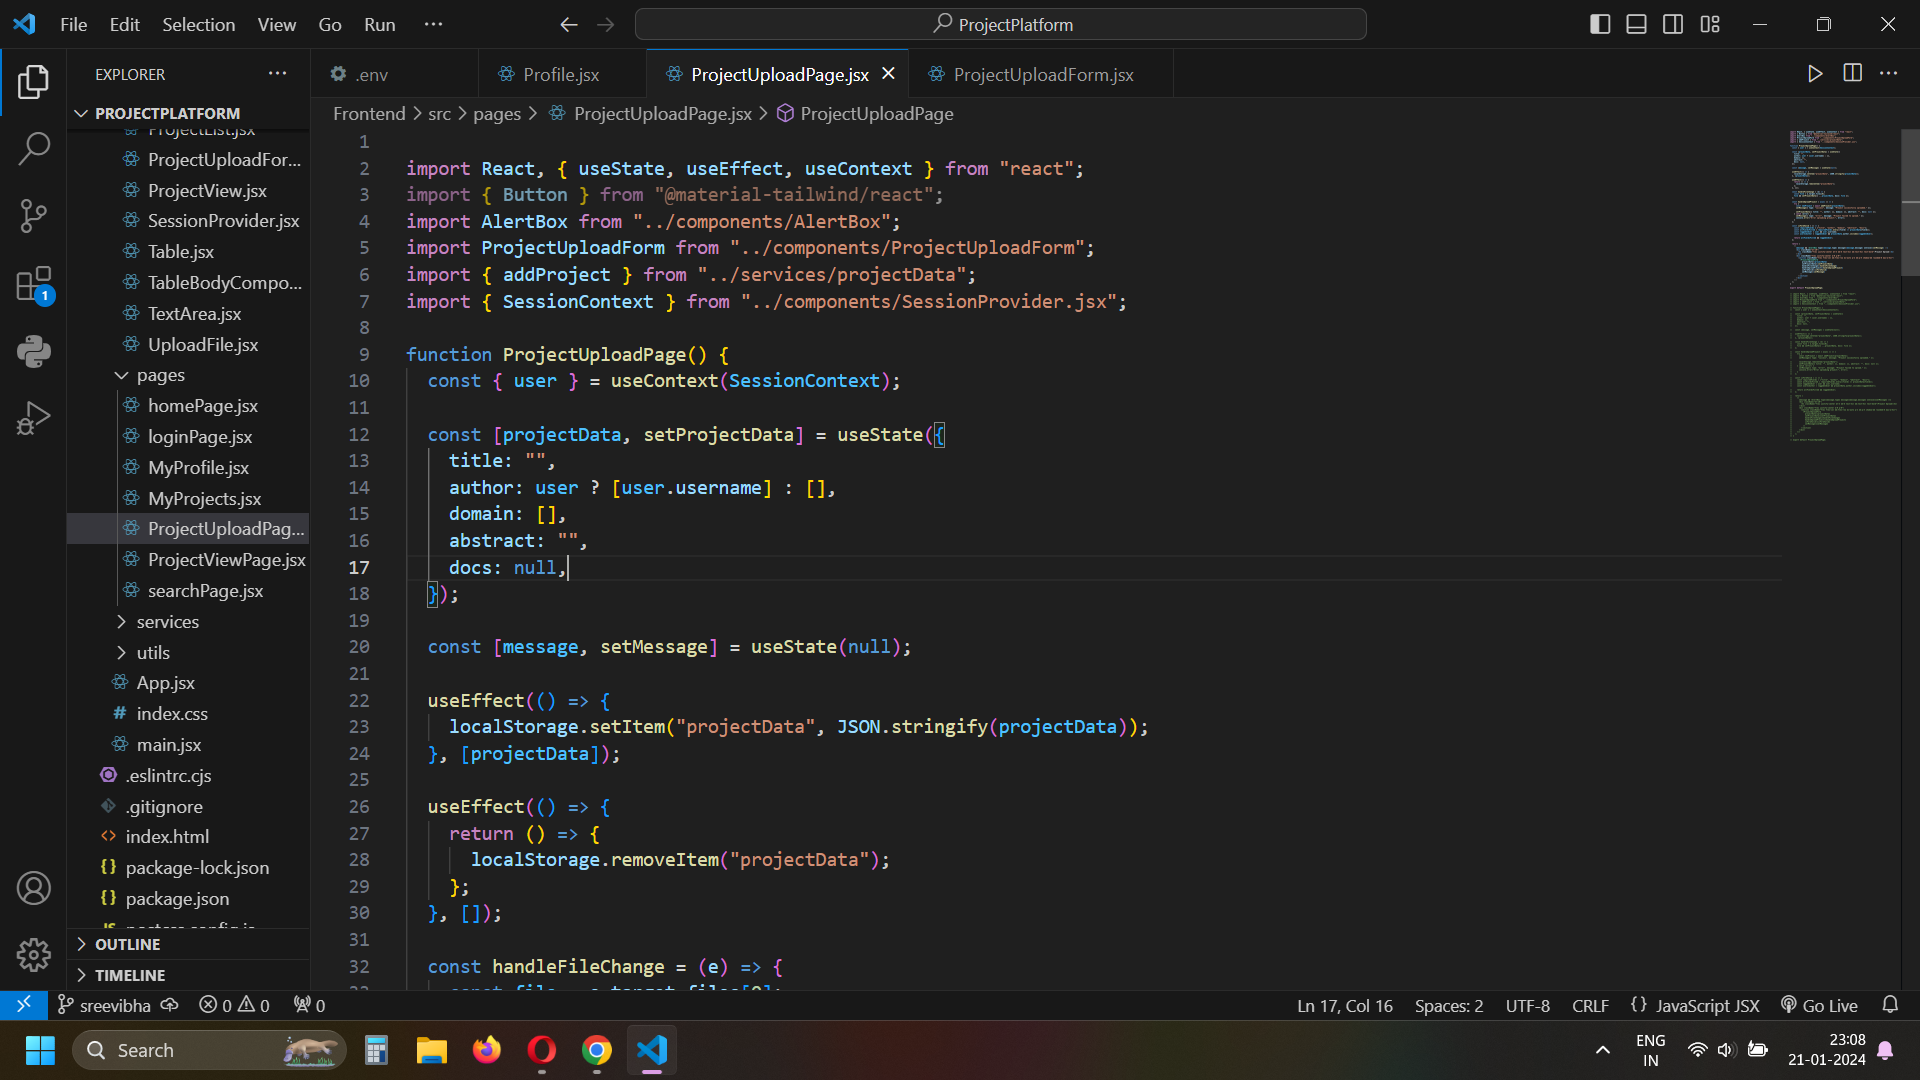 File Edit Selection View Go Run ···
ProjectPlatform
EXPLORER ···
PROJECTPLATFORM
ProjectList.jsx
ProjectUploadFor...
ProjectView.jsx
SessionProvider.jsx
Table.jsx
TableBodyCompo...
TextArea.jsx
UploadFile.jsx
pages
homePage.jsx
loginPage.jsx
MyProfile.jsx
MyProjects.jsx
ProjectUploadPag...
ProjectViewPage.jsx
searchPage.jsx
services
utils
App.jsx
index.css
main.jsx
.eslintrc.cjs
.gitignore
index.html
package-lock.json
package.json
OUTLINE
TIMELINE
1
.env Profile.jsx ProjectUploadPage.jsx ProjectUploadForm.jsx
Frontend > src > pages > ProjectUploadPage.jsx > ProjectUploadPage
1
2 import React, { useState, useEffect, useContext } from "react";
3 import { Button } from "@material-tailwind/react";
4 import AlertBox from "../components/AlertBox";
5 import ProjectUploadForm from "../components/ProjectUploadForm";
6 import { addProject } from "../services/projectData";
7 import { SessionContext } from "../components/SessionProvider.jsx";
8
9 function ProjectUploadPage() {
10 const { user } = useContext(SessionContext);
11
12 const [projectData, setProjectData] = useState({
13 title: "",
14 author: user ? [user.username] : [],
15 domain: [],
16 abstract: "",
17 docs: null,
18 });
19
20 const [message, setMessage] = useState(null);
21
22 useEffect(() => {
23 localStorage.setItem("projectData", JSON.stringify(projectData));
24 }, [projectData]);
25
26 useEffect(() => {
27 return () => {
28 localStorage.removeItem("projectData");
29 };
30 }, []);
31
32 const handleFileChange = (e) => {
sreevibha 0 0 0
Ln 17, Col 16 Spaces: 2 UTF-8 CRLF {} JavaScript JSX Go Live
Search
ENG
IN
23:08
21-01-2024